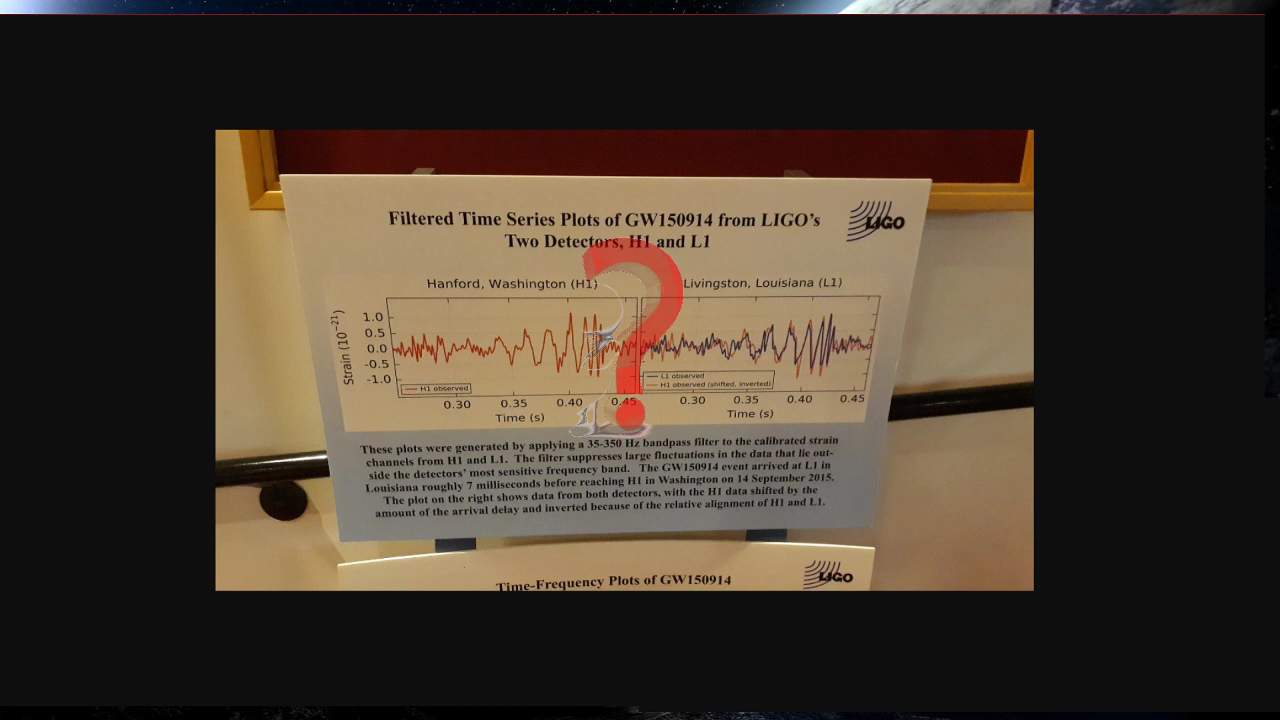 Filtered Time Series Plots of GW150914 from LIGO's
Two Detectors, H1 and L1
LIGO
Hanford, Washington (H1)
Livingston, Louisiana (L1)
Strain (10⁻²¹)
1.0
0.5
0.0
-0.5
-1.0
H1 observed
L1 observed
H1 observed (shifted, inverted)
0.30 0.35 0.40 0.45
0.30 0.35 0.40 0.45
Time (s)
Time (s)
These plots were generated by applying a 35-350 Hz bandpass filter to the calibrated strain
channels from H1 and L1. The filter suppresses large fluctuations in the data that lie out-
side the detectors' most sensitive frequency band. The GW150914 event arrived at L1 in
Louisiana roughly 7 milliseconds before reaching H1 in Washington on 14 September 2015.
The plot on the right shows data from both detectors, with the H1 data shifted by the
amount of the arrival delay and inverted because of the relative alignment of H1 and L1.
Time-Frequency Plots of GW150914
LIGO
?